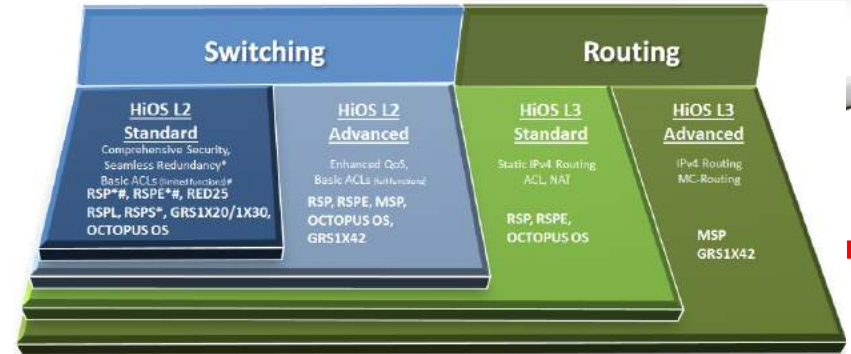 Switching
Routing
HiOS L2
Standard
Comprehensive Security,
Seamless Redundancy*
Basic ACLs (limited functions)#
RSP*#, RSPE*#, RED25
RSPL, RSPS*, GRS1X20/1X30,
OCTOPUS OS
HiOS L2
Advanced
Enhanced QoS,
Basic ACLs (full functions)
RSP, RSPE, MSP,
OCTOPUS OS,
GRS1X42
HiOS L3
Standard
Static IPv4 Routing
ACL, NAT
RSP, RSPE,
OCTOPUS OS
HiOS L3
Advanced
IPv4 Routing
MC-Routing
MSP
GRS1X42